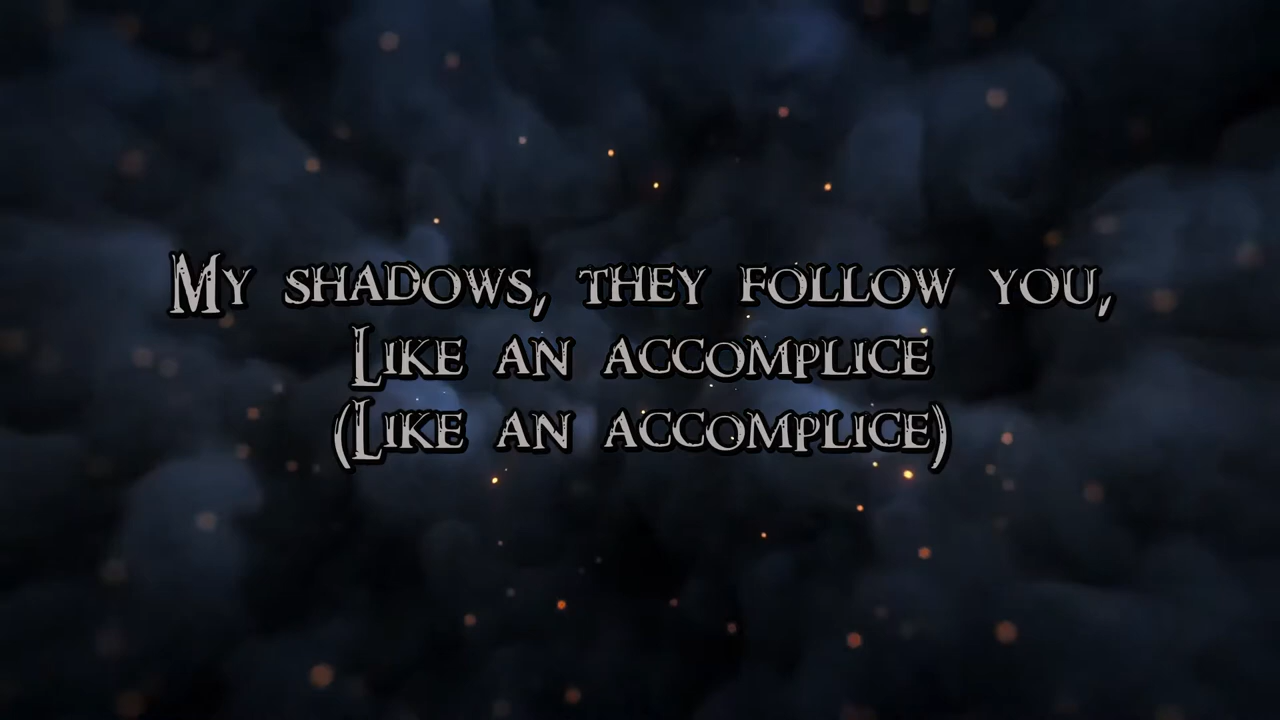 My shadows, they follow you,
Like an accomplice
(Like an accomplice)